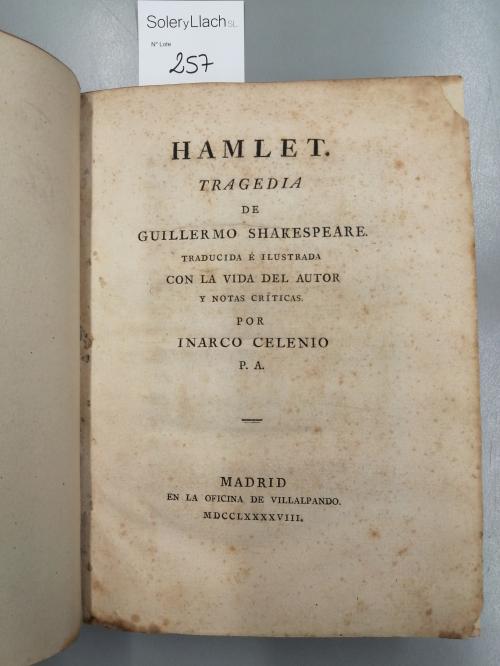 SoleryLlach SL.
Nº Lote
257
HAMLET.
TRAGEDIA
DE
GUILLERMO SHAKESPEARE.
TRADUCIDA É ILUSTRADA
CON LA VIDA DEL AUTOR
Y NOTAS CRÍTICAS.
POR
INARCO CELENIO
P. A.
MADRID
EN LA OFICINA DE VILLALPANDO.
MDCCLXXXXVIII.